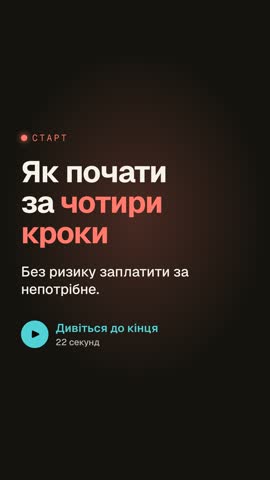 СТАРТ
Як почати
за чотири
кроки
Без ризику заплатити за
непотрібне.
Дивіться до кінця
22 секунд